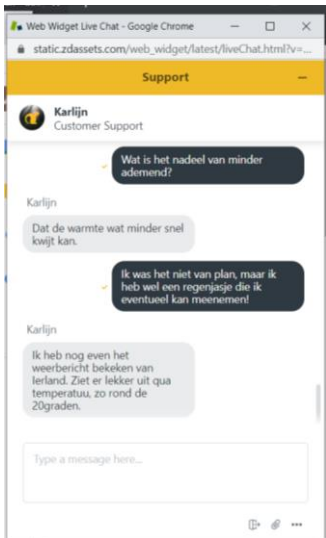 Web Widget Live Chat - Google Chrome
static.zdassets.com/web_widget/latest/liveChat.html?v=...
Support
Karlijn
Customer Support
Wat is het nadeel van minder
ademend?
Karlijn
Dat de warmte wat minder snel
kwijt kan.
Ik was het niet van plan, maar ik
heb wel een regenjasje die ik
eventueel kan meenemen!
Karlijn
Ik heb nog even het
weerbericht bekeken van
Ierland. Ziet er lekker uit qua
temperatuu, zo rond de
20graden.
Type a message here...